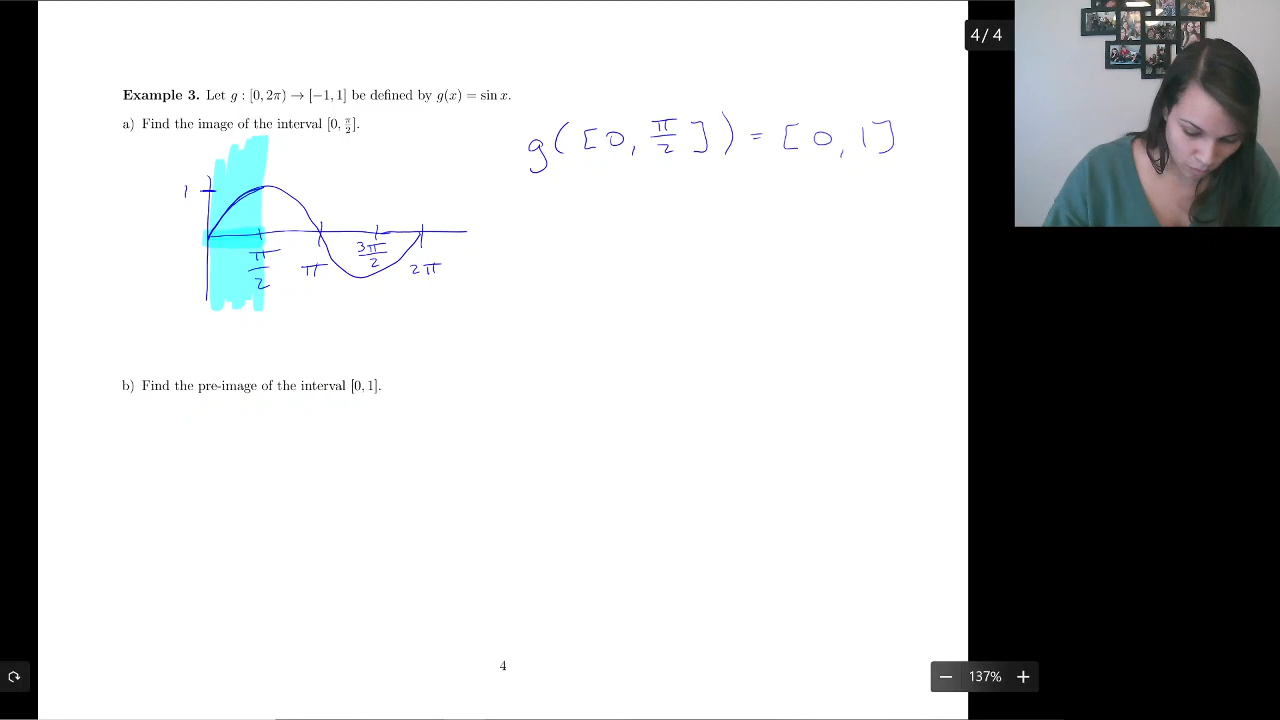 4 / 4
Example 3. Let g : [0, 2π) → [−1, 1] be defined by g(x) = sin x.
a) Find the image of the interval [0, π/2].
g([0, π/2]) = [0, 1]
1
π/2 π 3π/2 2π
b) Find the pre-image of the interval [0, 1].
4
− 137% +